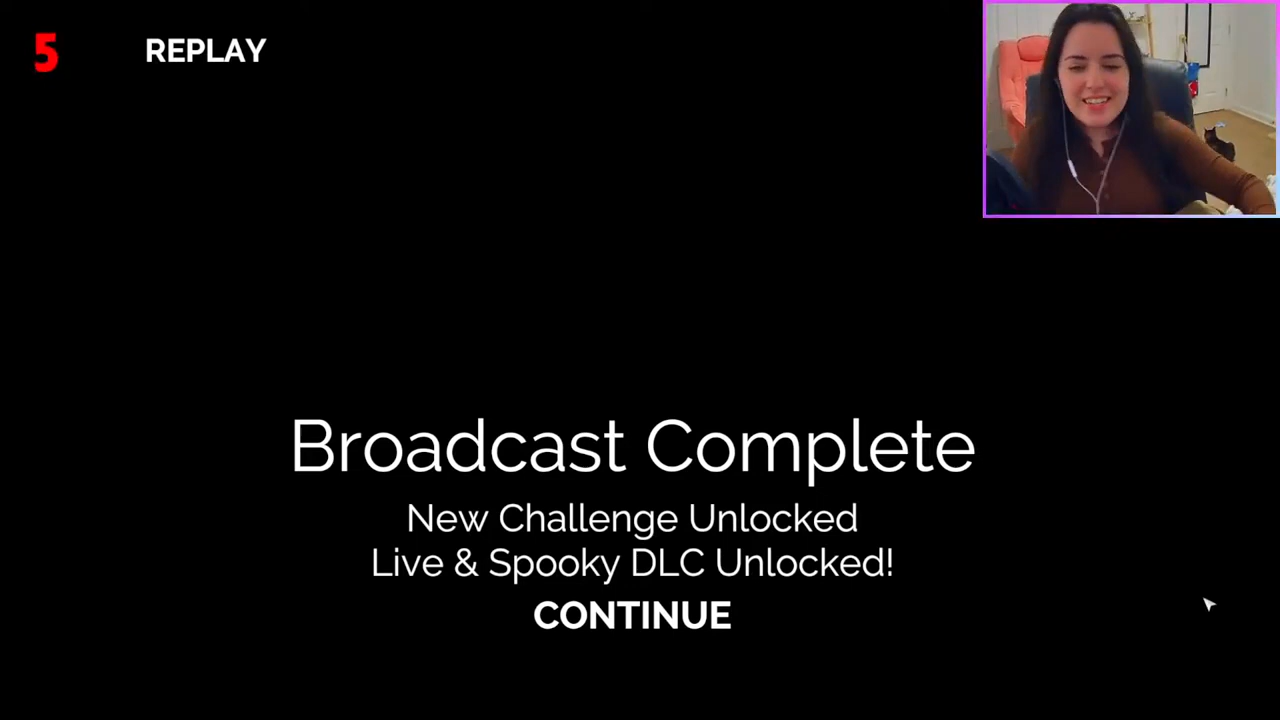 5 REPLAY
Broadcast Complete
New Challenge Unlocked
Live & Spooky DLC Unlocked!
CONTINUE